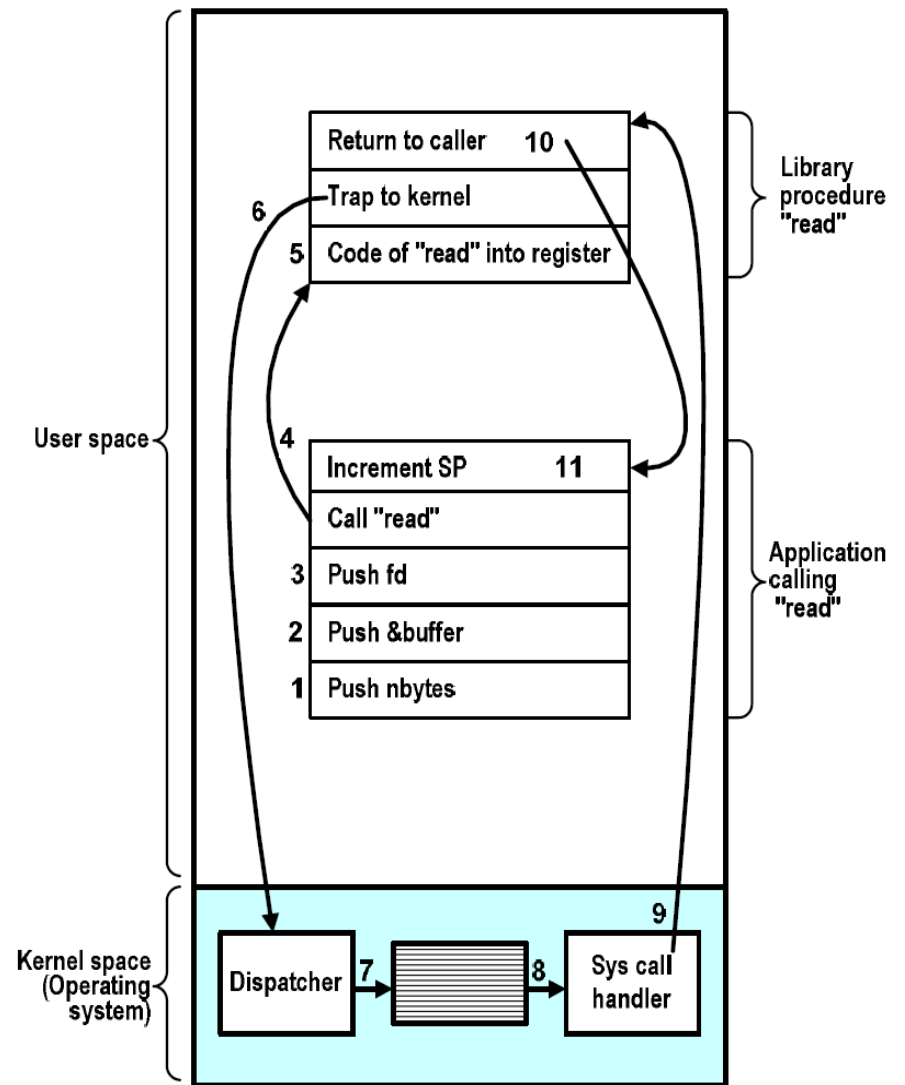 Return to caller 10
Library
procedure
"read"
6
Trap to kernel
5 Code of "read" into register
User space
4
Increment SP 11
Call "read"
Application
calling
"read"
3 Push fd
2 Push &buffer
1 Push nbytes
9
Kernel space
(Operating
system)
Dispatcher
7
8
Sys call
handler